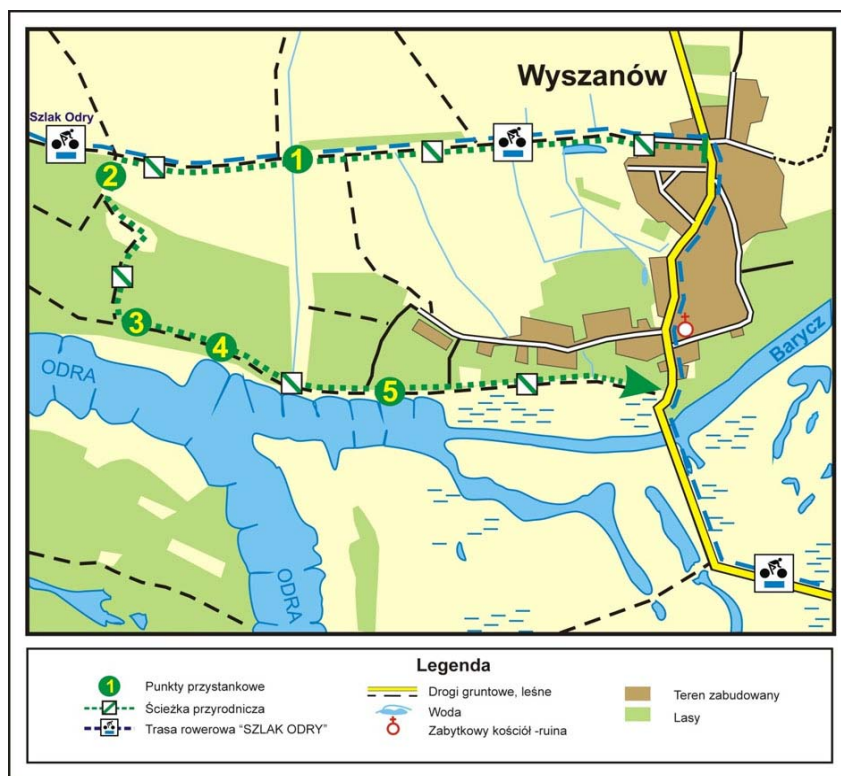 Wyszanów
Szlak Odry
1
2
3
4
5
ODRA
Barycz
ODRA
Legenda
1 Punkty przystankowe
Ścieżka przyrodnicza
Trasa rowerowa "SZLAK ODRY"
Drogi gruntowe, leśne
Woda
Zabytkowy kościół -ruina
Teren zabudowany
Lasy